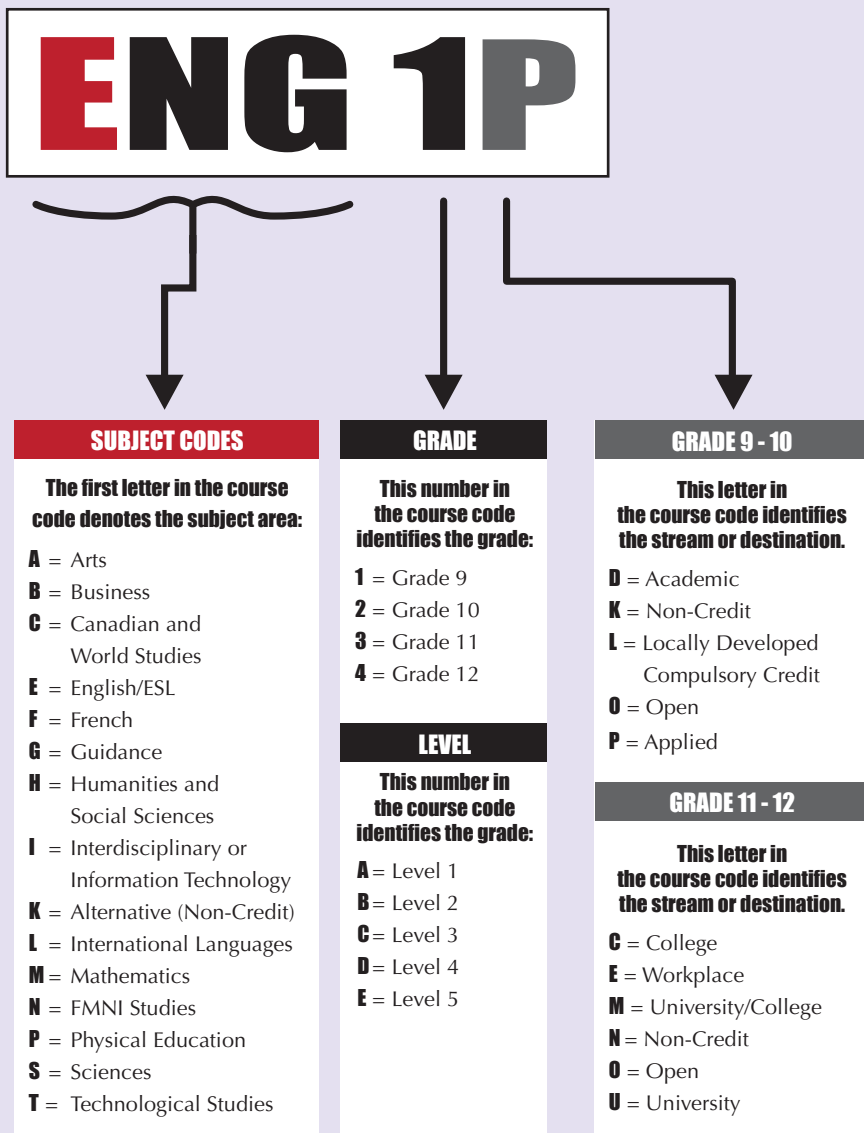 ENG 1P
SUBJECT CODES
The first letter in the course
code denotes the subject area:
A = Arts
B = Business
C = Canadian and
World Studies
E = English/ESL
F = French
G = Guidance
H = Humanities and
Social Sciences
I = Interdisciplinary or
Information Technology
K = Alternative (Non-Credit)
L = International Languages
M = Mathematics
N = FMNI Studies
P = Physical Education
S = Sciences
T = Technological Studies
GRADE
This number in
the course code
identifies the grade:
1 = Grade 9
2 = Grade 10
3 = Grade 11
4 = Grade 12
LEVEL
This number in
the course code
identifies the grade:
A = Level 1
B = Level 2
C = Level 3
D = Level 4
E = Level 5
GRADE 9 - 10
This letter in
the course code identifies
the stream or destination.
D = Academic
K = Non-Credit
L = Locally Developed
Compulsory Credit
O = Open
P = Applied
GRADE 11 - 12
This letter in
the course code identifies
the stream or destination.
C = College
E = Workplace
M = University/College
N = Non-Credit
O = Open
U = University